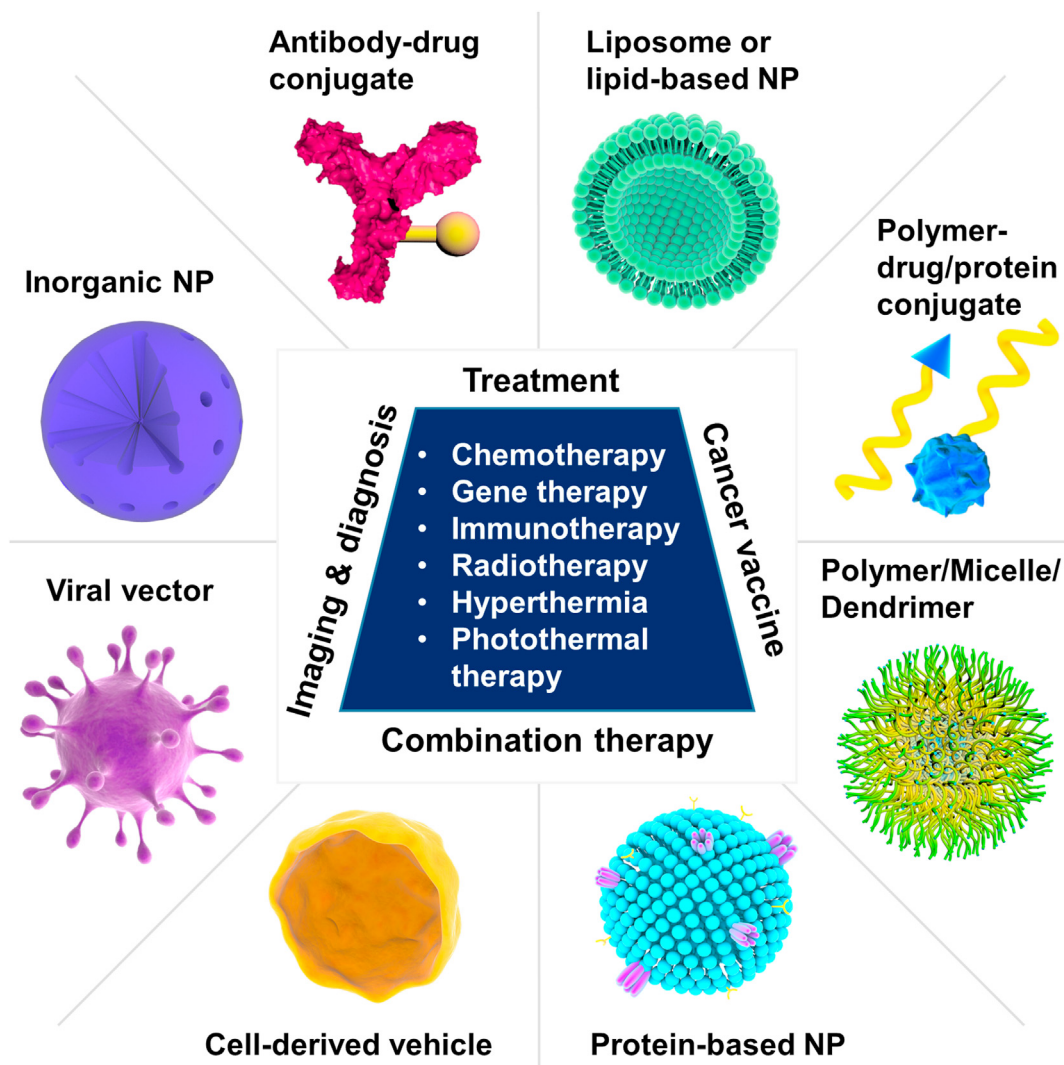 Antibody-drug
conjugate
Liposome or
lipid-based NP
Polymer-
drug/protein
conjugate
Inorganic NP
Treatment
Imaging & diagnosis
• Chemotherapy
• Gene therapy
• Immunotherapy
• Radiotherapy
• Hyperthermia
• Photothermal
therapy
Cancer vaccine
Combination therapy
Viral vector
Polymer/Micelle/
Dendrimer
Cell-derived vehicle
Protein-based NP